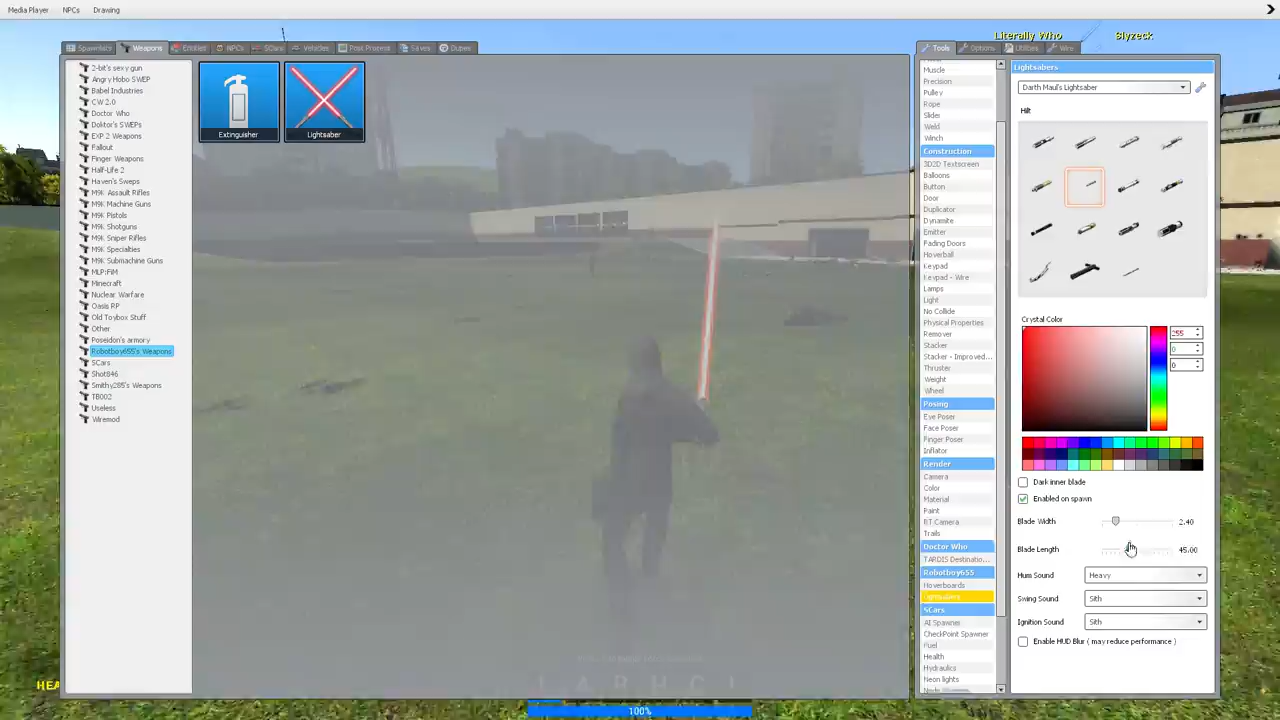 Media Player NPCs Drawing
Literally Who Slyzeck
Spawnlists Weapons Entities NPCs SCars Vehicles Post Process Saves Dupes
Tools Options Utilities Wire
2-bit's sexy gun
Angry Hobo SWEP
Babel Industries
CW 2.0
Doctor Who
Doktor's SWEPs
EXP 2 Weapons
Fallout
Finger Weapons
Half-Life 2
Haven's Sweps
M9K Assault Rifles
M9K Machine Guns
M9K Pistols
M9K Shotguns
M9K Sniper Rifles
M9K Specialties
M9K Submachine Guns
MLP:FiM
Minecraft
Nuclear Warfare
Oasis RP
Old Toybox Stuff
Other
Poseidon's armory
Robotboy655's Weapons
SCars
Shot846
Smithy285's Weapons
TB002
Useless
Wiremod
Extinguisher
Lightsaber
Muscle
Precision
Pulley
Rope
Slider
Weld
Winch
Construction
3D2D Textscreen
Balloons
Button
Door
Duplicator
Dynamite
Emitter
Fading Doors
Hoverball
Keypad
Keypad - Wire
Lamps
Light
No Collide
Physical Properties
Remover
Stacker
Stacker - Improved...
Thruster
Weight
Wheel
Posing
Eye Poser
Face Poser
Finger Poser
Inflator
Render
Camera
Color
Material
Paint
RT Camera
Trails
Doctor Who
TARDIS Destinatio...
Robotboy655
Hoverboards
Lightsabers
SCars
AI Spawner
CheckPoint Spawner
Fuel
Health
Hydraulics
Neon lights
Lightsabers
Darth Maul's Lightsaber
Hilt
Crystal Color
255
0
0
Dark inner blade
Enabled on spawn
Blade Width 2.40
Blade Length 45.00
Hum Sound Heavy
Swing Sound Sith
Ignition Sound Sith
Enable HUD Blur ( may reduce performance )
HEA
100%